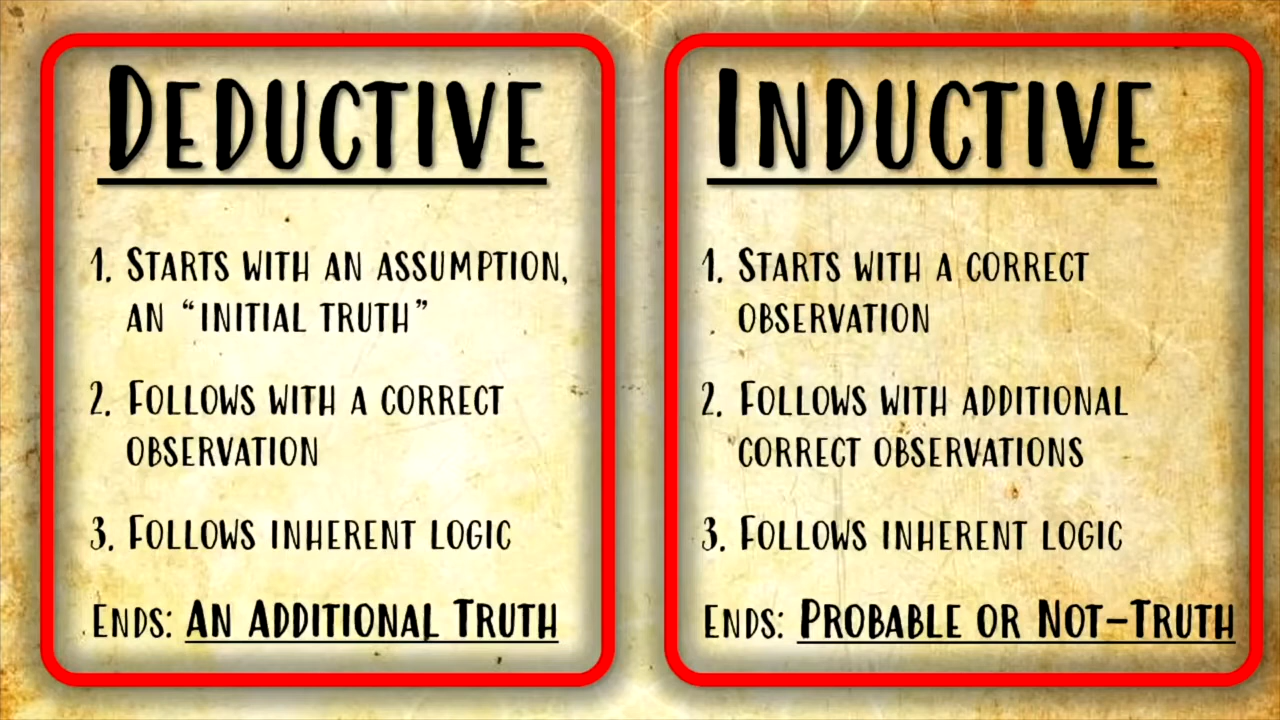 DEDUCTIVE
1. STARTS WITH AN ASSUMPTION,
AN “INITIAL TRUTH”
2. FOLLOWS WITH A CORRECT
OBSERVATION
3. FOLLOWS INHERENT LOGIC
ENDS: AN ADDITIONAL TRUTH
INDUCTIVE
1. STARTS WITH A CORRECT
OBSERVATION
2. FOLLOWS WITH ADDITIONAL
CORRECT OBSERVATIONS
3. FOLLOWS INHERENT LOGIC
ENDS: PROBABLE OR NOT-TRUTH